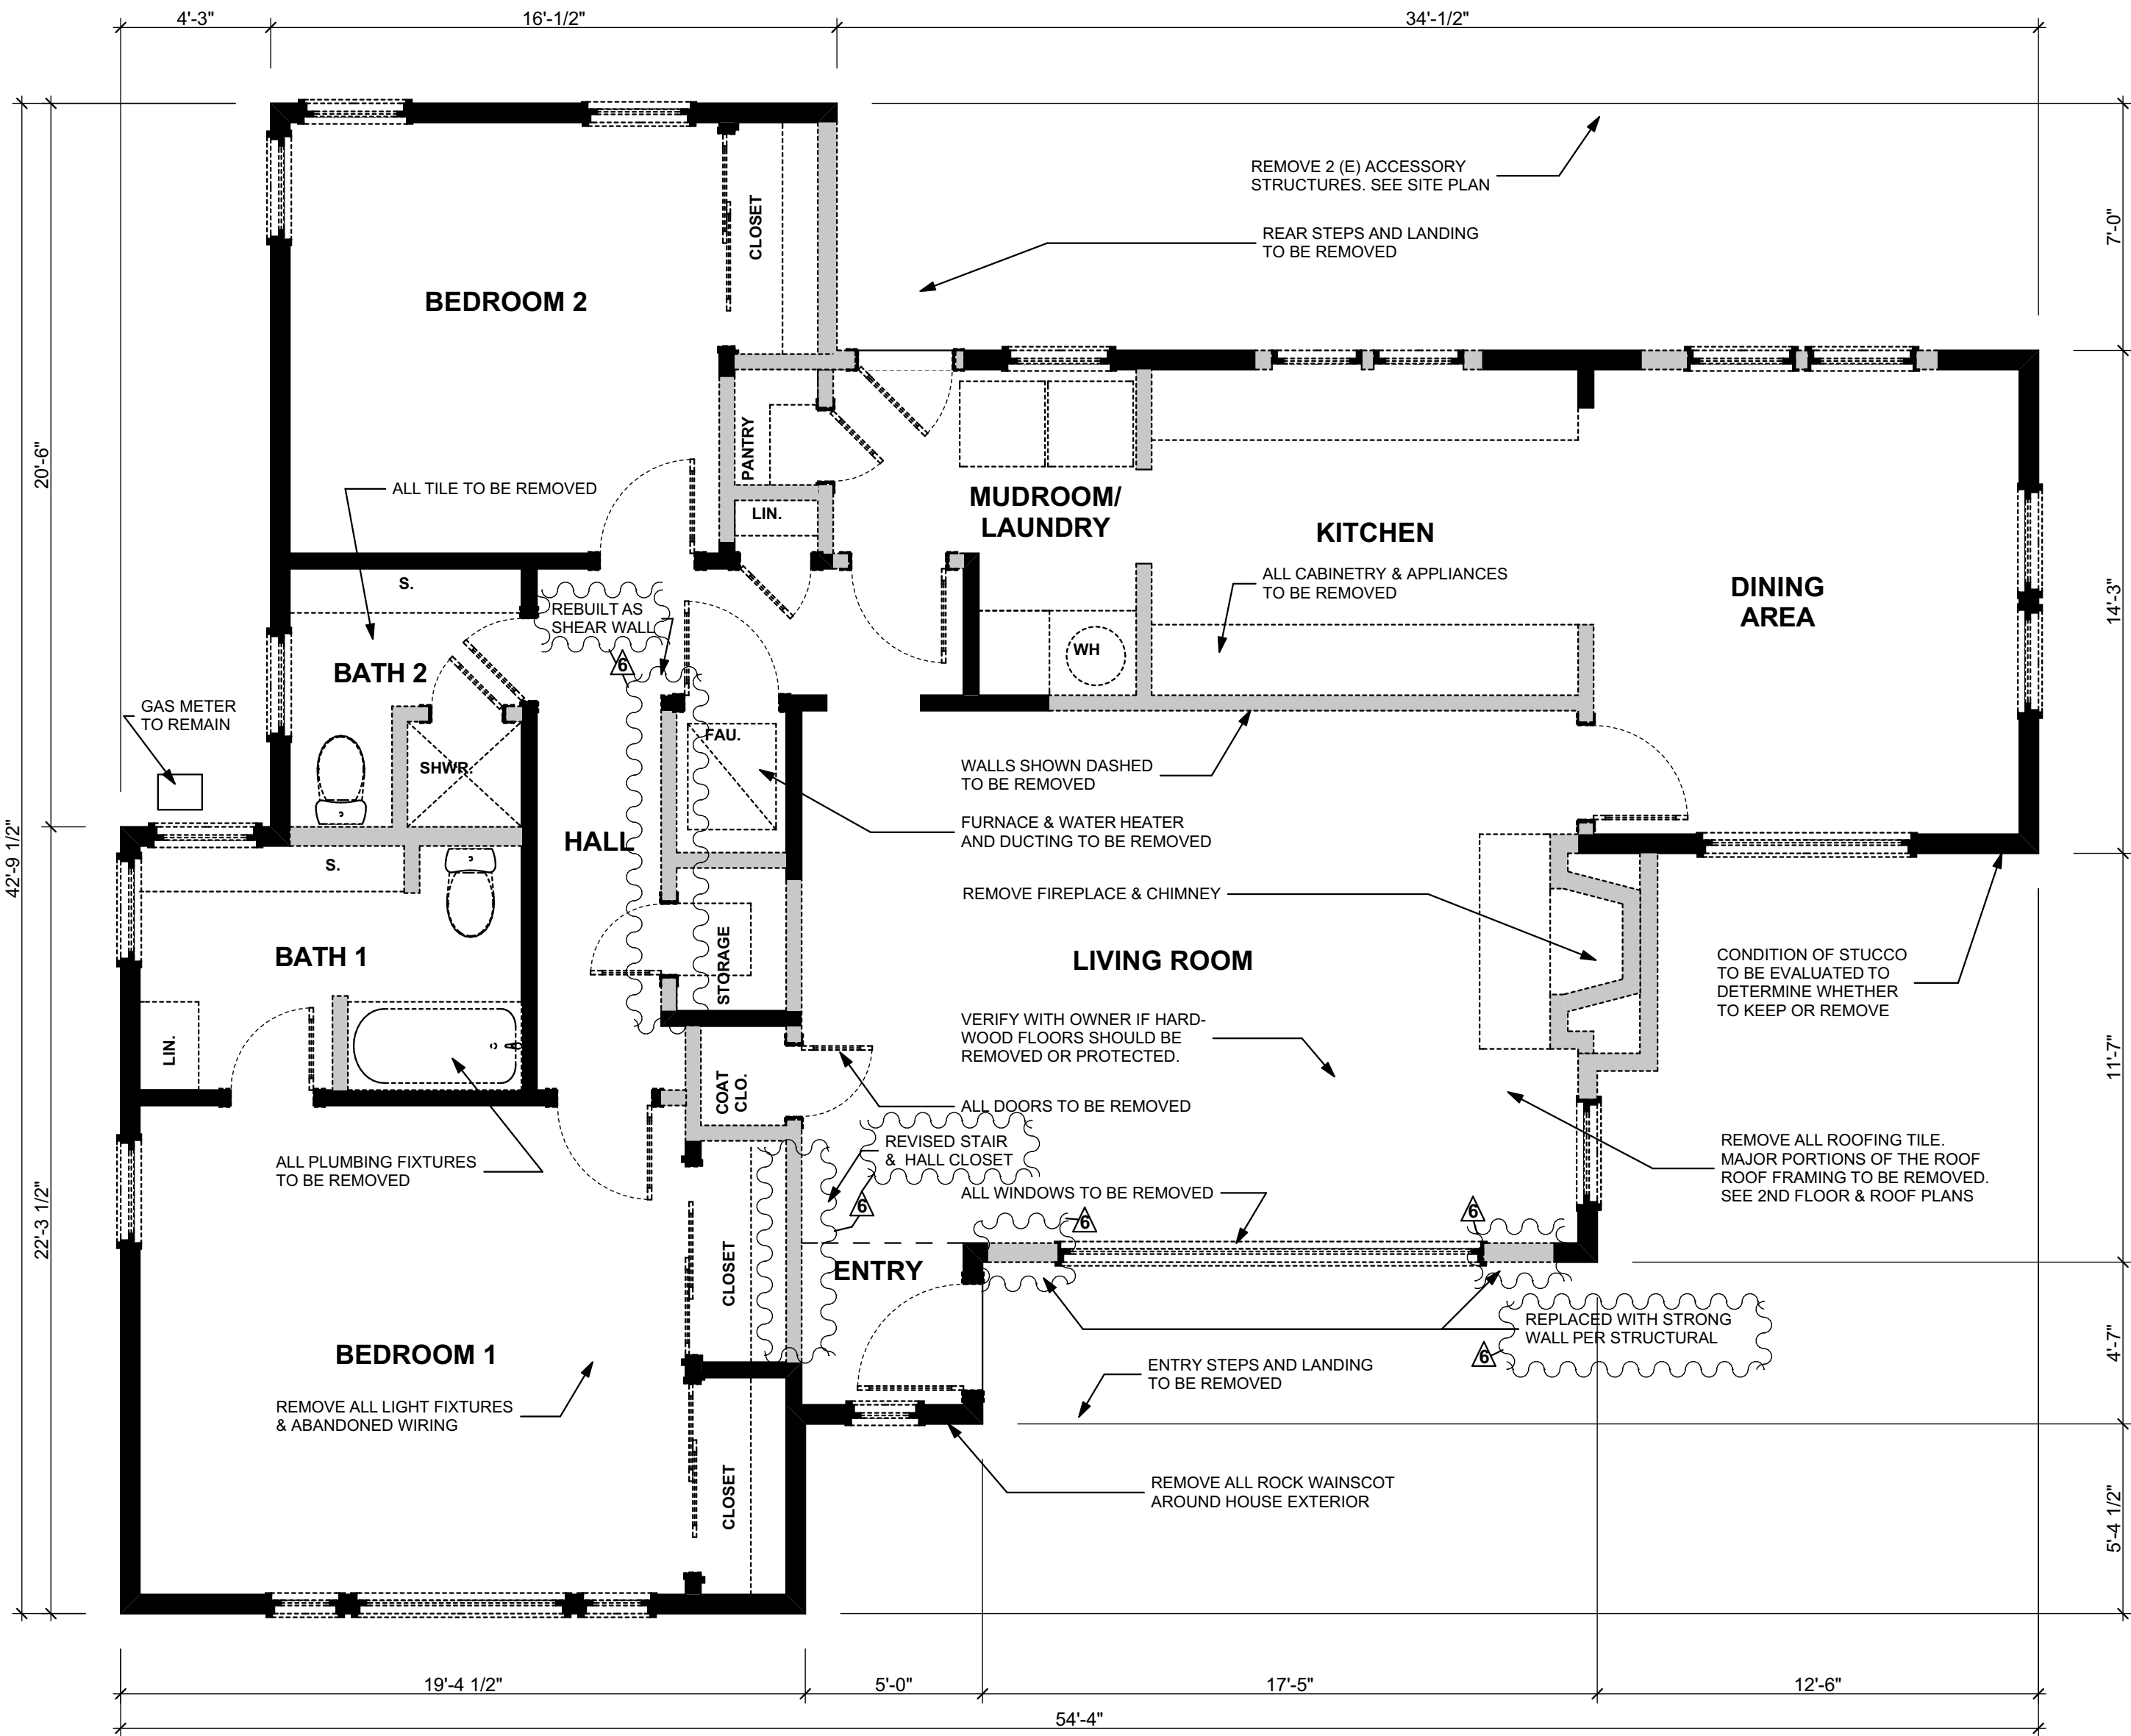 4'-3"
16'-1/2"
34'-1/2"
REMOVE 2 (E) ACCESSORY
STRUCTURES. SEE SITE PLAN
7'-0"
CLOSET
REAR STEPS AND LANDING
TO BE REMOVED
BEDROOM 2
20'-6"
PANTRY
ALL TILE TO BE REMOVED
LIN.
MUDROOM/
LAUNDRY
KITCHEN
S.
REBUILT AS
SHEAR WALL
6
ALL CABINETRY & APPLIANCES
TO BE REMOVED
DINING
AREA
14'-3"
WH
BATH 2
GAS METER
TO REMAIN
FAU.
SHWR
WALLS SHOWN DASHED
TO BE REMOVED
42'-9 1/2"
HALL
FURNACE & WATER HEATER
AND DUCTING TO BE REMOVED
S.
REMOVE FIREPLACE & CHIMNEY
BATH 1
STORAGE
LIVING ROOM
CONDITION OF STUCCO
TO BE EVALUATED TO
DETERMINE WHETHER
TO KEEP OR REMOVE
LIN.
VERIFY WITH OWNER IF HARD-
WOOD FLOORS SHOULD BE
REMOVED OR PROTECTED.
11'-7"
COAT
CLO.
ALL DOORS TO BE REMOVED
REVISED STAIR
& HALL CLOSET
6
ALL PLUMBING FIXTURES
TO BE REMOVED
REMOVE ALL ROOFING TILE.
MAJOR PORTIONS OF THE ROOF
ROOF FRAMING TO BE REMOVED.
SEE 2ND FLOOR & ROOF PLANS
22'-3 1/2"
ALL WINDOWS TO BE REMOVED
6
6
CLOSET
ENTRY
REPLACED WITH STRONG
WALL PER STRUCTURAL
6
4'-7"
BEDROOM 1
ENTRY STEPS AND LANDING
TO BE REMOVED
REMOVE ALL LIGHT FIXTURES
& ABANDONED WIRING
CLOSET
REMOVE ALL ROCK WAINSCOT
AROUND HOUSE EXTERIOR
5'-4 1/2"
19'-4 1/2"
5'-0"
17'-5"
12'-6"
54'-4"